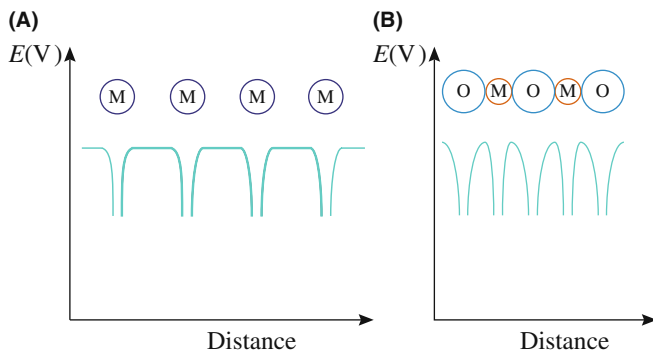 (A)
E(V)
M M M M
Distance
(B)
E(V)
O M O M O
Distance